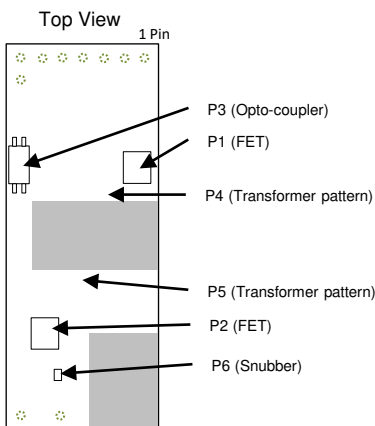 Top View
1 Pin
P3 (Opto-coupler)
P1 (FET)
P4 (Transformer pattern)
P5 (Transformer pattern)
P2 (FET)
P6 (Snubber)